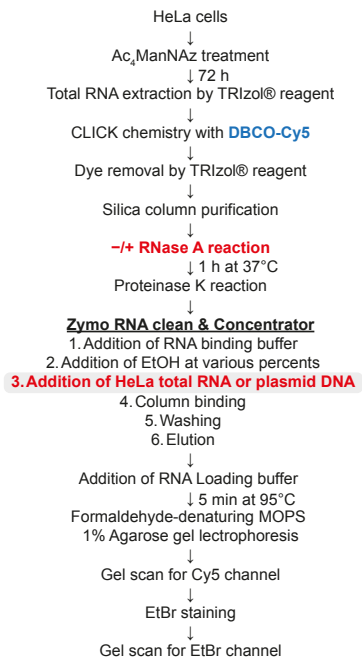 HeLa cells
↓
Ac4ManNAz treatment
↓ 72 h
Total RNA extraction by TRIzol® reagent
↓
CLICK chemistry with DBCO-Cy5
↓
Dye removal by TRIzol® reagent
↓
Silica column purification
↓
−/+ RNase A reaction
↓ 1 h at 37°C
Proteinase K reaction
↓
Zymo RNA clean & Concentrator
1. Addition of RNA binding buffer
2. Addition of EtOH at various percents
3. Addition of HeLa total RNA or plasmid DNA
4. Column binding
5. Washing
6. Elution
↓
Addition of RNA Loading buffer
↓ 5 min at 95°C
Formaldehyde-denaturing MOPS
1% Agarose gel lectrophoresis
↓
Gel scan for Cy5 channel
↓
EtBr staining
↓
Gel scan for EtBr channel